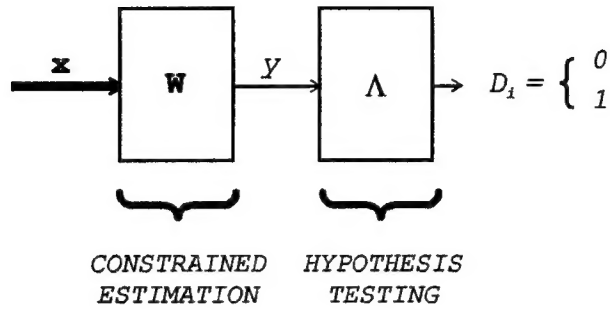 x
W
y
Λ
D_i = { 0
1
CONSTRAINED ESTIMATION
HYPOTHESIS TESTING